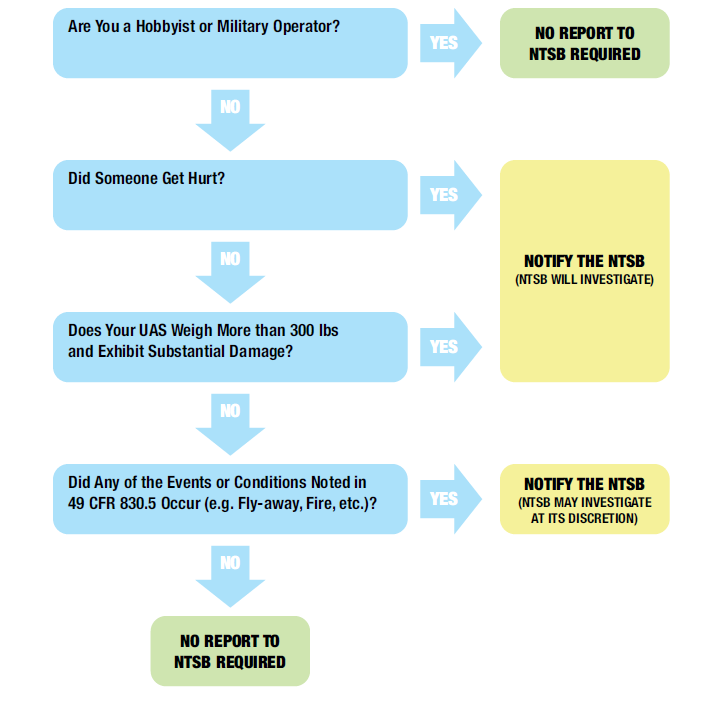 Are You a Hobbyist or Military Operator?
YES
NO REPORT TO
NTSB REQUIRED
NO
Did Someone Get Hurt?
YES
NOTIFY THE NTSB
(NTSB WILL INVESTIGATE)
NO
Does Your UAS Weigh More than 300 lbs
and Exhibit Substantial Damage?
YES
NO
Did Any of the Events or Conditions Noted in
49 CFR 830.5 Occur (e.g. Fly-away, Fire, etc.)?
YES
NOTIFY THE NTSB
(NTSB MAY INVESTIGATE
AT ITS DISCRETION)
NO
NO REPORT TO
NTSB REQUIRED